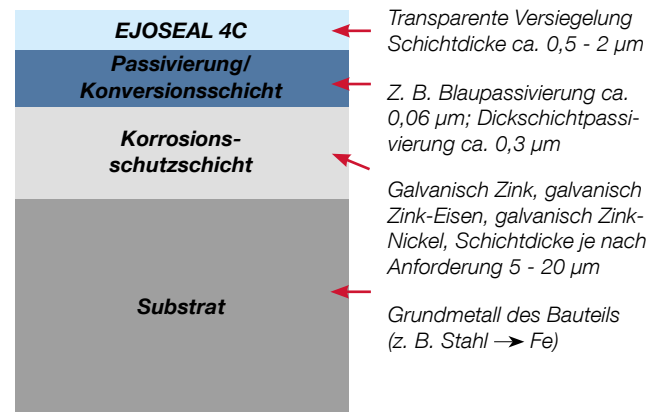 EJOSEAL 4C
Transparente Versiegelung
Schichtdicke ca. 0,5 - 2 µm
Passivierung/
Konversionsschicht
Z. B. Blaupassivierung ca.
0,06 µm; Dickschichtpassi-
vierung ca. 0,3 µm
Korrosions-
schutzschicht
Galvanisch Zink, galvanisch
Zink-Eisen, galvanisch Zink-
Nickel, Schichtdicke je nach
Anforderung 5 - 20 µm
Substrat
Grundmetall des Bauteils
(z. B. Stahl → Fe)